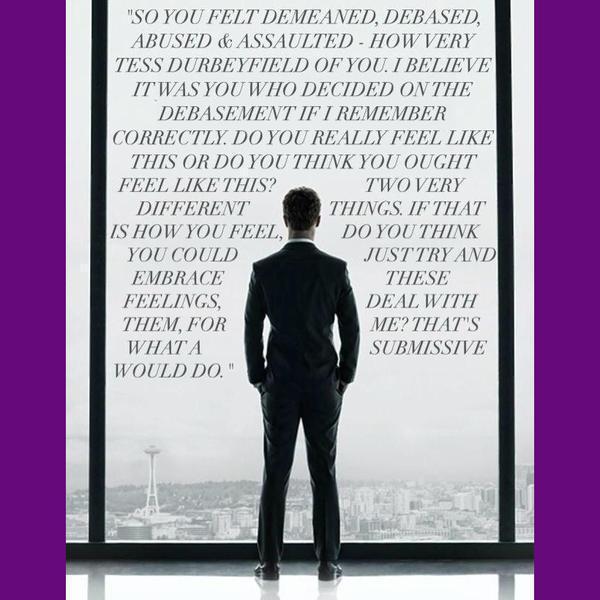 "SO YOU FELT DEMEANED, DEBASED,
ABUSED & ASSAULTED - HOW VERY
TESS DURBEYFIELD OF YOU. I BELIEVE
IT WAS YOU WHO DECIDED ON THE
DEBASEMENT IF I REMEMBER
CORRECTLY. DO YOU REALLY FEEL LIKE
THIS OR DO YOU THINK YOU OUGHT
FEEL LIKE THIS? TWO VERY
DIFFERENT THINGS. IF THAT
IS HOW YOU FEEL, DO YOU THINK
YOU COULD JUST TRY AND
EMBRACE THESE
FEELINGS, DEAL WITH
THEM, FOR ME? THAT'S
WHAT A SUBMISSIVE
WOULD DO."